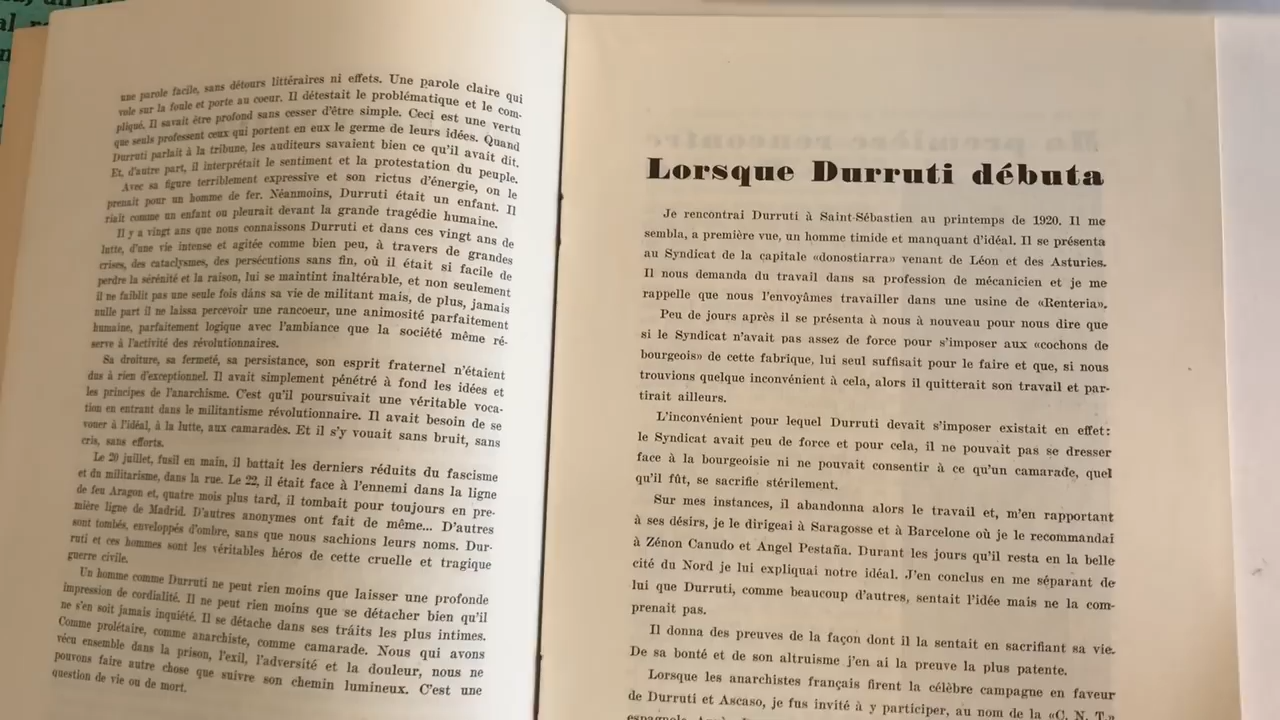 une parole facile, sans détours littéraires ni effets. Une parole claire qui
vole sur la foule et porte au coeur. Il détestait le problématique et le com-
pliqué. Il savait être profond sans cesser d'être simple. Ceci est une vertu
que seuls professent ceux qui portent en eux le germe de leurs idées. Quand
Durruti parlait à la tribune, les auditeurs savaient bien ce qu'il avait dit.
Et, d'autre part, il interprétait le sentiment et la protestation du peuple.
Avec sa figure terriblement expressive et son rictus d'énergie, on le
prenait pour un homme de fer. Néanmoins, Durruti était un enfant. Il
riait comme un enfant ou pleurait devant la grande tragédie humaine.
Il y a vingt ans que nous connaissons Durruti et dans ces vingt ans de
lutte, d'une vie intense et agitée comme bien peu, à travers de grandes
crises, des cataclysmes, des persécutions sans fin, où il était si facile de
perdre la sérénité et la raison, lui se maintint inaltérable, et non seulement
il ne faiblit pas une seule fois dâns sa vie de militant mais, de plus, jamais
nulle part il ne laissa percevoir une rancoeur, une animosité parfaitement
humaine, parfaitement logique avec l'ambiance que la société même ré-
serve à l'activité des révolutionnaires.
Sa droiture, sa fermeté, sa persistance, son esprit fraternel n'étaient
dus à rien d'exceptionnel. Il avait simplement pénétré à fond les idées et
les principes de l'anarchisme. C'est qu'il poursuivait une véritable voca-
tion en entrant dans le militantisme révolutionnaire. Il avait besoin de se
vouer à l'idéal, à la lutte, aux camarades. Et il s'y vouait sans bruit, sans
cris, sans efforts.
Le 20 juillet, fusil en main, il battait les derniers réduits du fascisme
et du militarisme, dans la rue. Le 22, il était face à l'ennemi dans la ligne
de feu Aragon et, quatre mois plus tard, il tombait pour toujours en pre-
mière ligne de Madrid. D'autres anonymes ont fait de même... D'autres
sont tombés, enveloppés d'ombre, sans que nous sachions leurs noms. Dur-
ruti et ces hommes sont les véritables héros de cette cruelle et tragique
guerre civile.
Un homme comme Durruti ne peut rien moins que laisser une profonde
impression de cordialité. Il ne peut rien moins que se détacher bien qu'il
ne s'en soit jamais inquiété. Il se détache dans ses tráits les plus intimes.
Comme prolétaire, comme anarchiste, comme camarade. Nous qui avons
vécu ensemble dans la prison, l'exil, l'adversité et la douleur, nous ne
pouvons faire autre chose que suivre son chemin lumineux. C'est une
question de vie ou de mort.
Lorsque Durruti débuta
Je rencontrai Durruti à Saint-Sébastien au printemps de 1920. Il me
sembla, a première vue, un homme timide et manquant d'idéal. Il se présenta
au Syndicat de la capitale «donostiarra» venant de Léon et des Asturies.
Il nous demanda du travail dans sa profession de mécanicien et je me
rappelle que nous l'envoyâmes travailler dans une usine de «Renteria».
Peu de jours après il se présenta à nous à nouveau pour nous dire que
si le Syndicat n'avait pas assez de force pour s'imposer aux «cochons de
bourgeois» de cette fabrique, lui seul suffisait pour le faire et que, si nous
trouvions quelque inconvénient à cela, alors il quitterait son travail et par-
tirait ailleurs.
L'inconvénient pour lequel Durruti devait s'imposer existait en effet:
le Syndicat avait peu de force et pour cela, il ne pouvait pas se dresser
face à la bourgeoisie ni ne pouvait consentir à ce qu'un camarade, quel
qu'il fût, se sacrifie stérilement.
Sur mes instances, il abandonna alors le travail et, m'en rapportant
à ses désirs, je le dirigeai à Saragosse et à Barcelone où je le recommandai
à Zénon Canudo et Angel Pestaña. Durant les jours qu'il resta en la belle
cité du Nord je lui expliquai notre idéal. J'en conclus en me séparant de
lui que Durruti, comme beaucoup d'autres, sentait l'idée mais ne la com-
prenait pas.
Il donna des preuves de la façon dont il la sentait en sacrifiant sa vie.
De sa bonté et de son altruisme j'en ai la preuve la plus patente.
Lorsque les anarchistes français firent la célèbre campagne en faveur
de Durruti et Ascaso, je fus invité à y participer, au nom de la «C. N. T.»